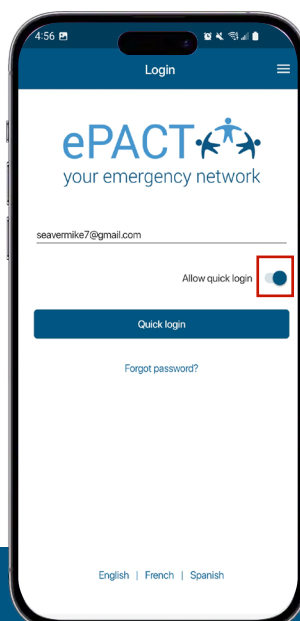 4:56
Login
ePACT
your emergency network
seavermike7@gmail.com
Allow quick login
Quick login
Forgot password?
English | French | Spanish